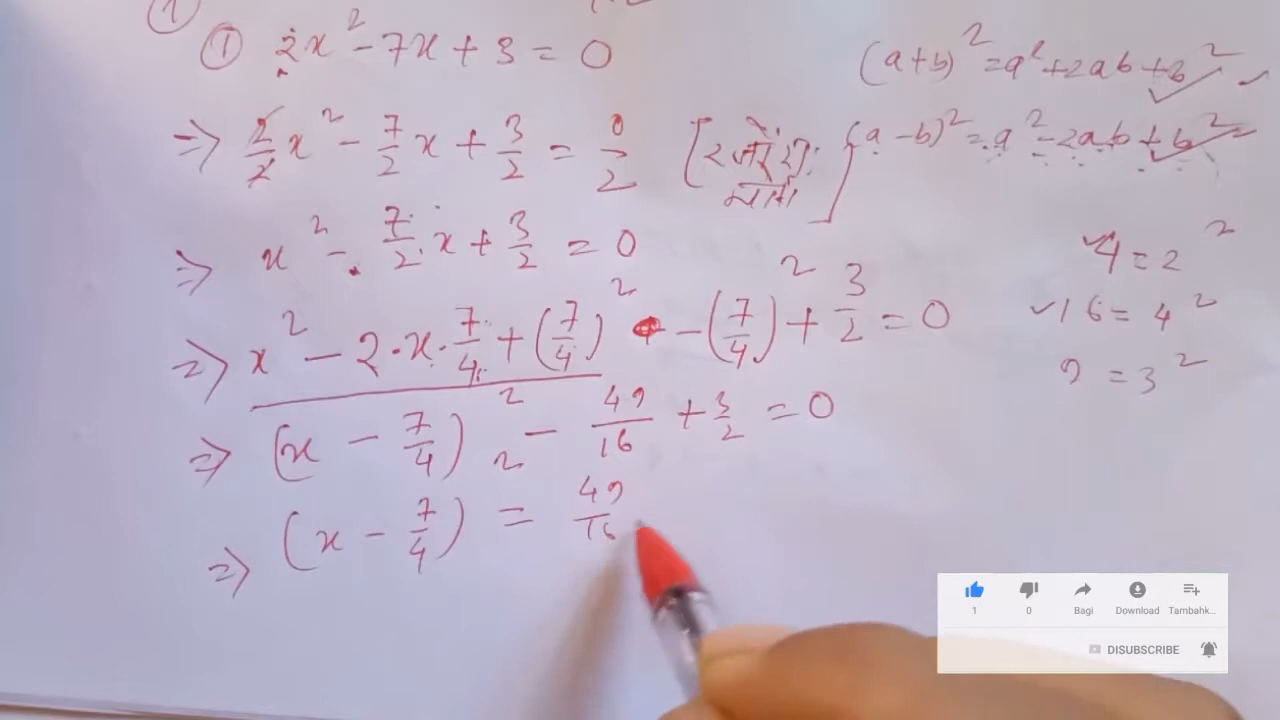 ①
① 2x² - 7x + 3 = 0
(a+b)² = a² + 2ab + b² ✓
⇒ 2/2 x² - 7/2 x + 3/2 = 0/2
(a - b)² = a² - 2ab + b²
⇒ x² - 7/2 x + 3/2 = 0
✓4 = 2²
⇒ x² - 2·x·7/4 + (7/4)² - (7/4)² + 3/2 = 0
✓16 = 4²
9 = 3²
⇒ (x - 7/4)² - 49/16 + 3/2 = 0
⇒ (x - 7/4)² = 49/16
1 0 Bagi Download Tambahk...
DISUBSCRIBE